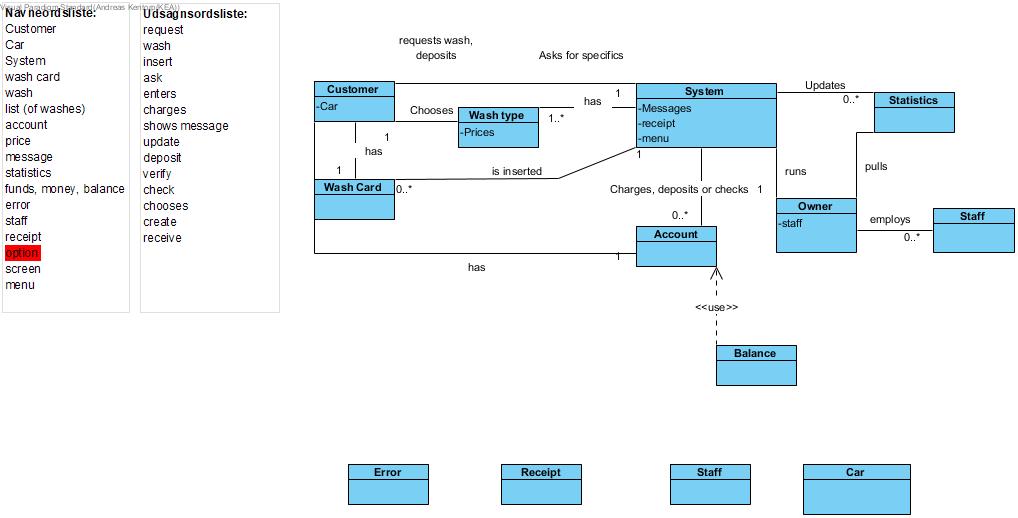 Visual Paradigm Standard(Andreas Kentorp(KEA))
Navneordsliste:
Customer
Car
System
wash card
wash
list (of washes)
account
price
message
statistics
funds, money, balance
error
staff
receipt
option
screen
menu
Udsagnsordsliste:
request
wash
insert
ask
enters
charges
shows message
update
deposit
verify
check
chooses
create
receive
requests wash,
deposits
Asks for specifics
Customer
-Car
Chooses
Wash type
-Prices
has
1..*
1
System
-Messages
-receipt
-menu
Updates
0..*
Statistics
1
has
1
Wash Card
0..*
is inserted
1
Charges, deposits or checks
1
0..*
runs
pulls
Owner
-staff
employs
0..*
Staff
Account
1
has
<<use>>
Balance
Error
Receipt
Staff
Car